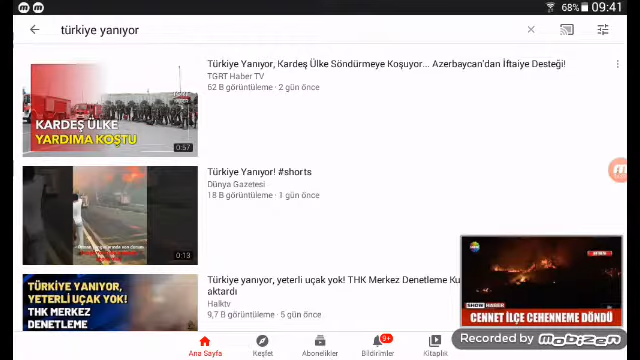 68% 09:41
türkiye yanıyor
Türkiye Yanıyor, Kardeş Ülke Söndürmeye Koşuyor... Azerbaycan'dan İftaiye Desteği!
TGRT Haber TV
62 B görüntüleme · 2 gün önce
KARDEŞ ÜLKE
YARDIMA KOŞTU
0:57
Türkiye Yanıyor! #shorts
Dünya Gazetesi
18 B görüntüleme · 1 gün önce
0:13
Türkiye yanıyor, yeterli uçak yok! THK Merkez Denetleme Ku
aktardı
Halktv
9,7 B görüntüleme · 5 gün önce
TÜRKİYE YANIYOR,
YETERLİ UÇAK YOK!
THK MERKEZ
DENETLEME
SHOW HABER
CENNET İLÇE CEHENNEME DÖNDÜ
Recorded by Mobizen
Ana Sayfa
Keşfet
Abonelikler
9+
Bildirimler
Kitaplık